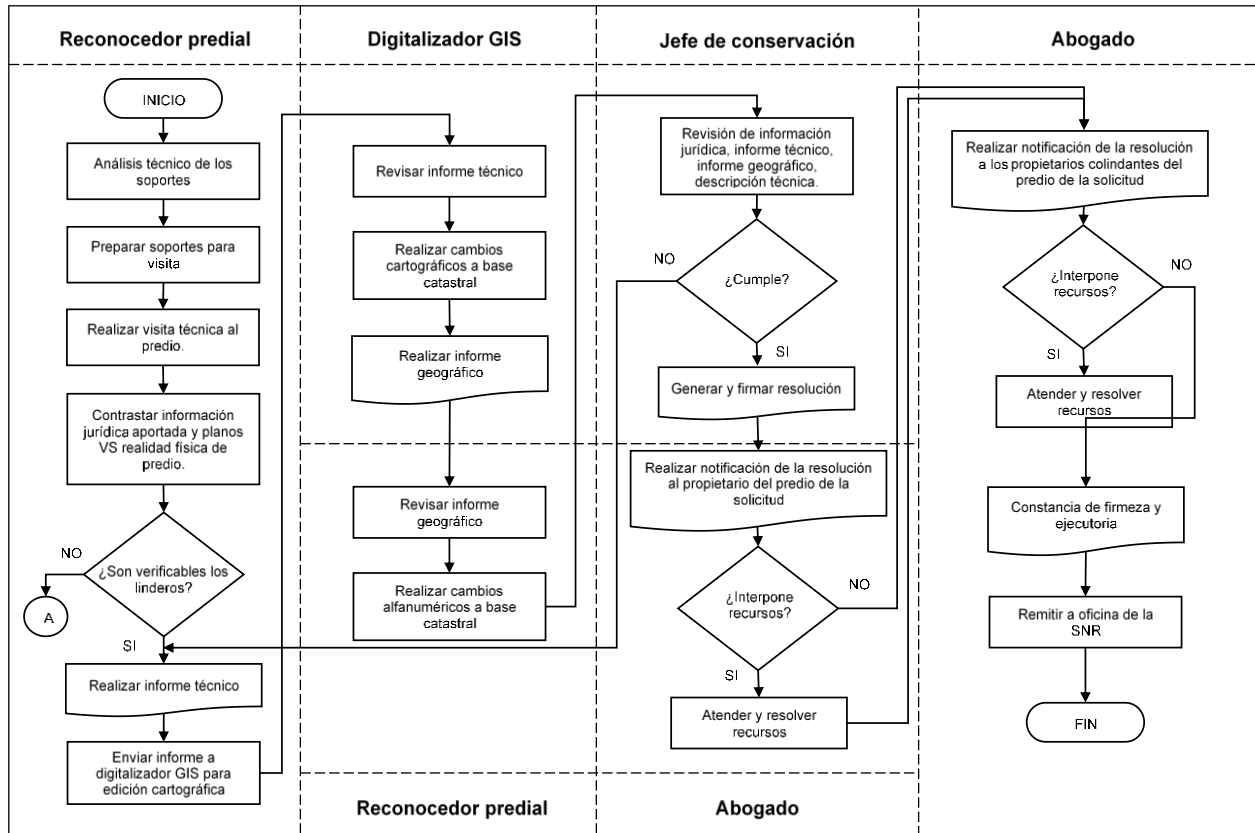 Reconocedor predial
Digitalizador GIS
Jefe de conservación
Abogado
INICIO
Análisis técnico de los
soportes
Preparar soportes para
visita
Realizar visita técnica al
predio.
Contrastar información
jurídica aportada y planos
VS realidad física de
predio.
¿Son verificables los
linderos?
NO
A
SI
Realizar informe técnico
Enviar informe a
digitalizador GIS para
edición cartográfica
Revisar informe técnico
Realizar cambios
cartográficos a base
catastral
Realizar informe
geográfico
Revisar informe
geográfico
Realizar cambios
alfanuméricos a base
catastral
Reconocedor predial
Revisión de información
jurídica, informe técnico,
informe geográfico,
descripción técnica.
¿Cumple?
NO
SI
Generar y firmar resolución
Realizar notificación de la resolución
al propietario del predio de la
solicitud
¿Interpone
recursos?
NO
SI
Atender y resolver
recursos
Abogado
Realizar notificación de la resolución
a los propietarios colindantes del
predio de la solicitud
¿Interpone
recursos?
NO
SI
Atender y resolver
recursos
Constancia de firmeza y
ejecutoria
Remitir a oficina de la
SNR
FIN